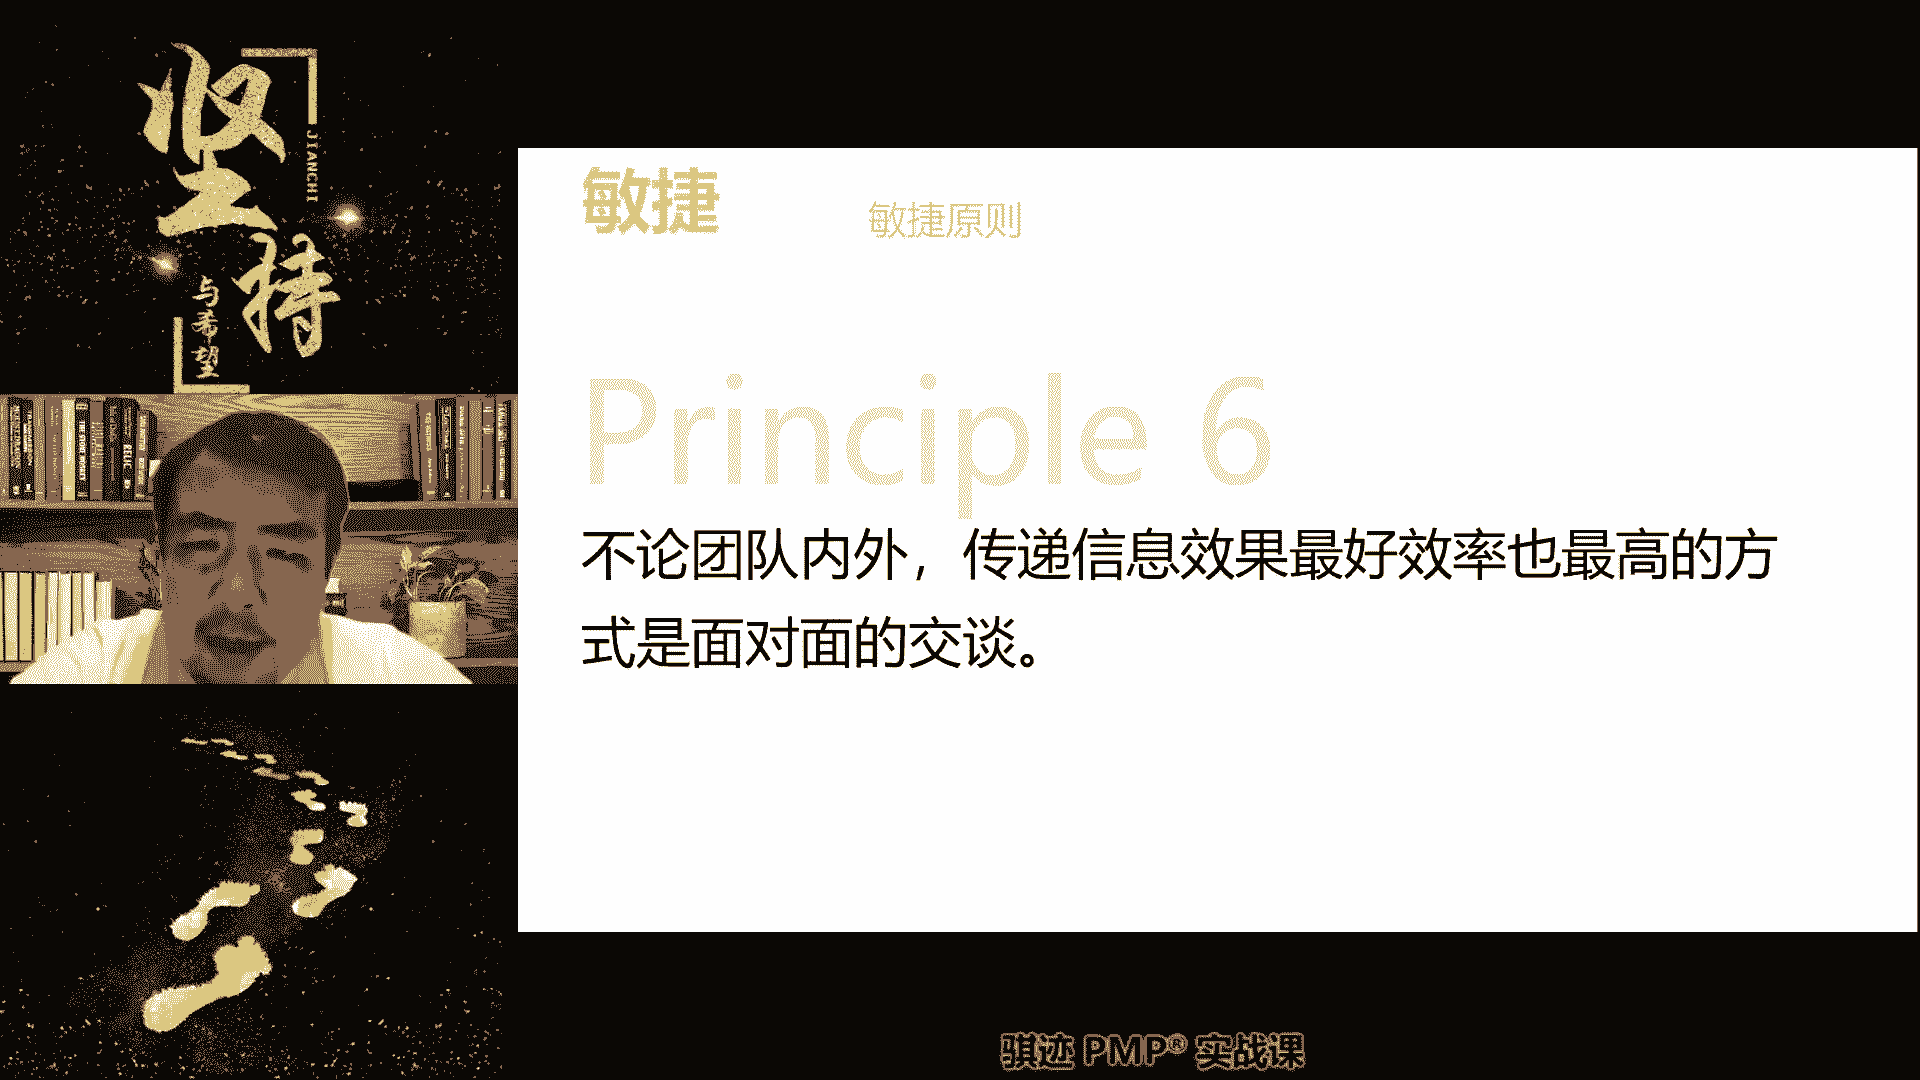 坚持
JIANCHI
与希望
敏捷
敏捷原则
Principle 6
不论团队内外，传递信息效果最好效率也最高的方
式是面对面的交谈。
骐迹 PMP® 实战课